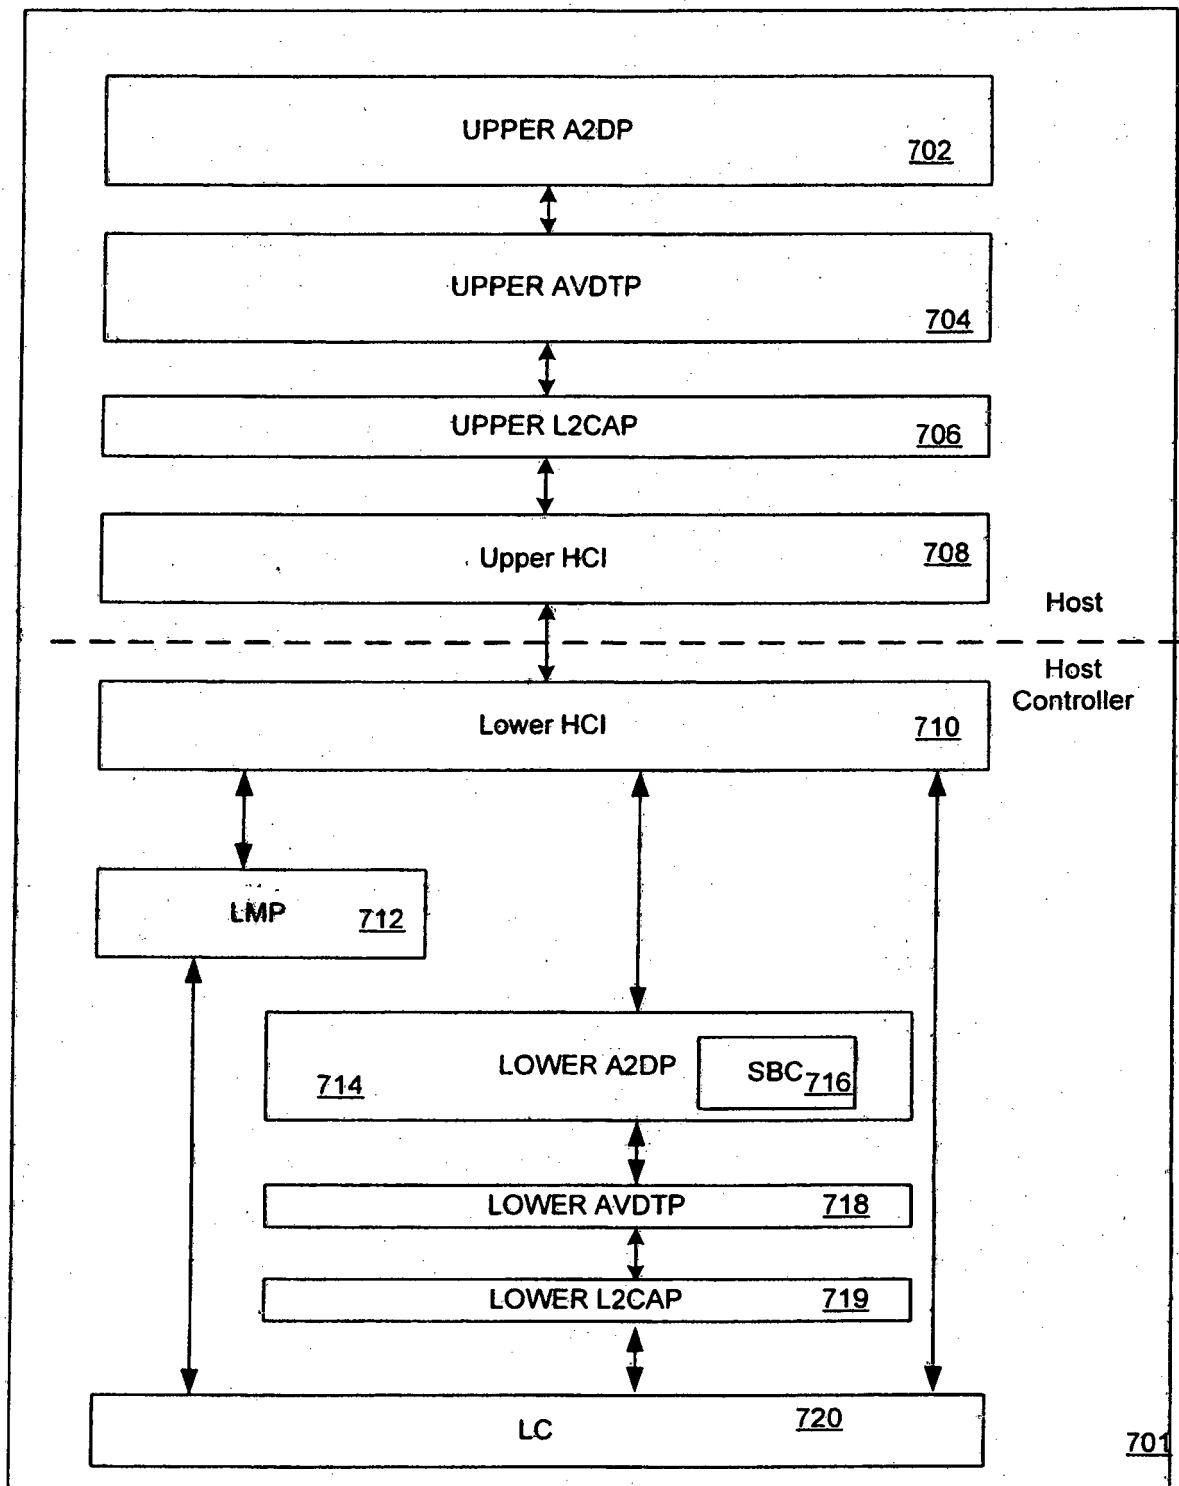 UPPER A2DP
702
UPPER AVDTP
704
UPPER L2CAP
706
Upper HCI
708
Host
Host
Controller
Lower HCI
710
LMP
712
LOWER A2DP
714
SBC
716
LOWER AVDTP
718
LOWER L2CAP
719
LC
720
701